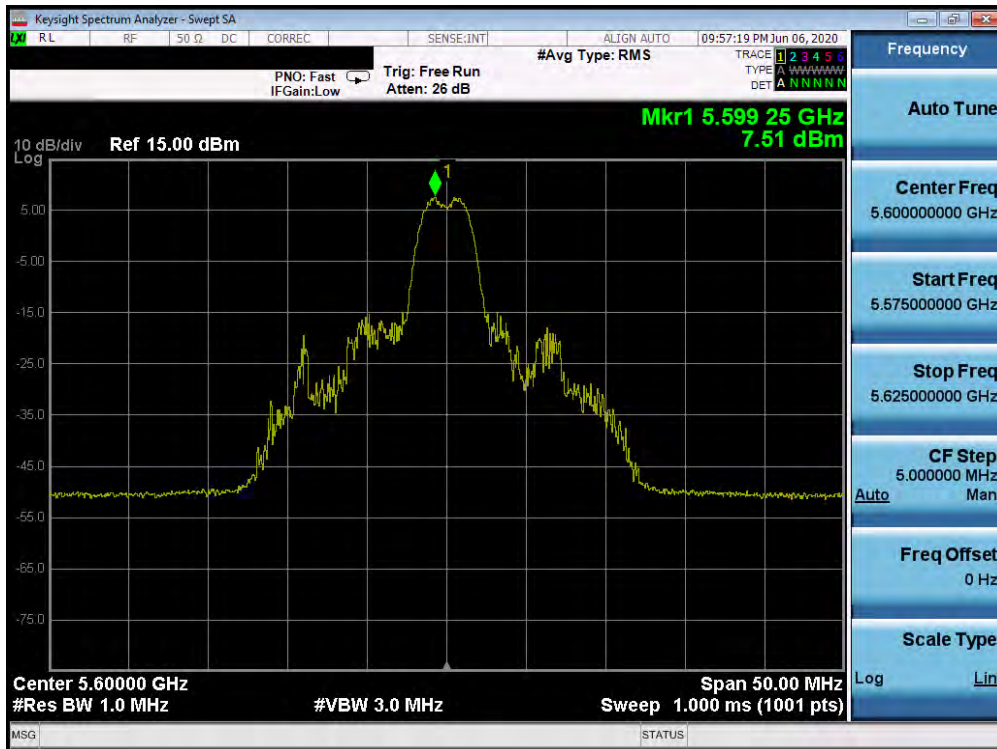 Keysight Spectrum Analyzer - Swept SA
LXI RL RF 50 Ω DC CORREC SENSE:INT ALIGN AUTO 09:57:19 PM Jun 06, 2020
#Avg Type: RMS TRACE 1 2 3 4 5 6
PNO: Fast Trig: Free Run TYPE A WWWWW
IFGain:Low Atten: 26 dB DET A N N N N N
Mkr1 5.599 25 GHz
7.51 dBm
10 dB/div Ref 15.00 dBm
Log
1
5.00
-5.00
-15.0
-25.0
-35.0
-45.0
-55.0
-65.0
-75.0
Center 5.60000 GHz Span 50.00 MHz
#Res BW 1.0 MHz #VBW 3.0 MHz Sweep 1.000 ms (1001 pts)
MSG STATUS
Frequency
Auto Tune
Center Freq
5.600000000 GHz
Start Freq
5.575000000 GHz
Stop Freq
5.625000000 GHz
CF Step
5.000000 MHz
Auto Man
Freq Offset
0 Hz
Scale Type
Log Lin